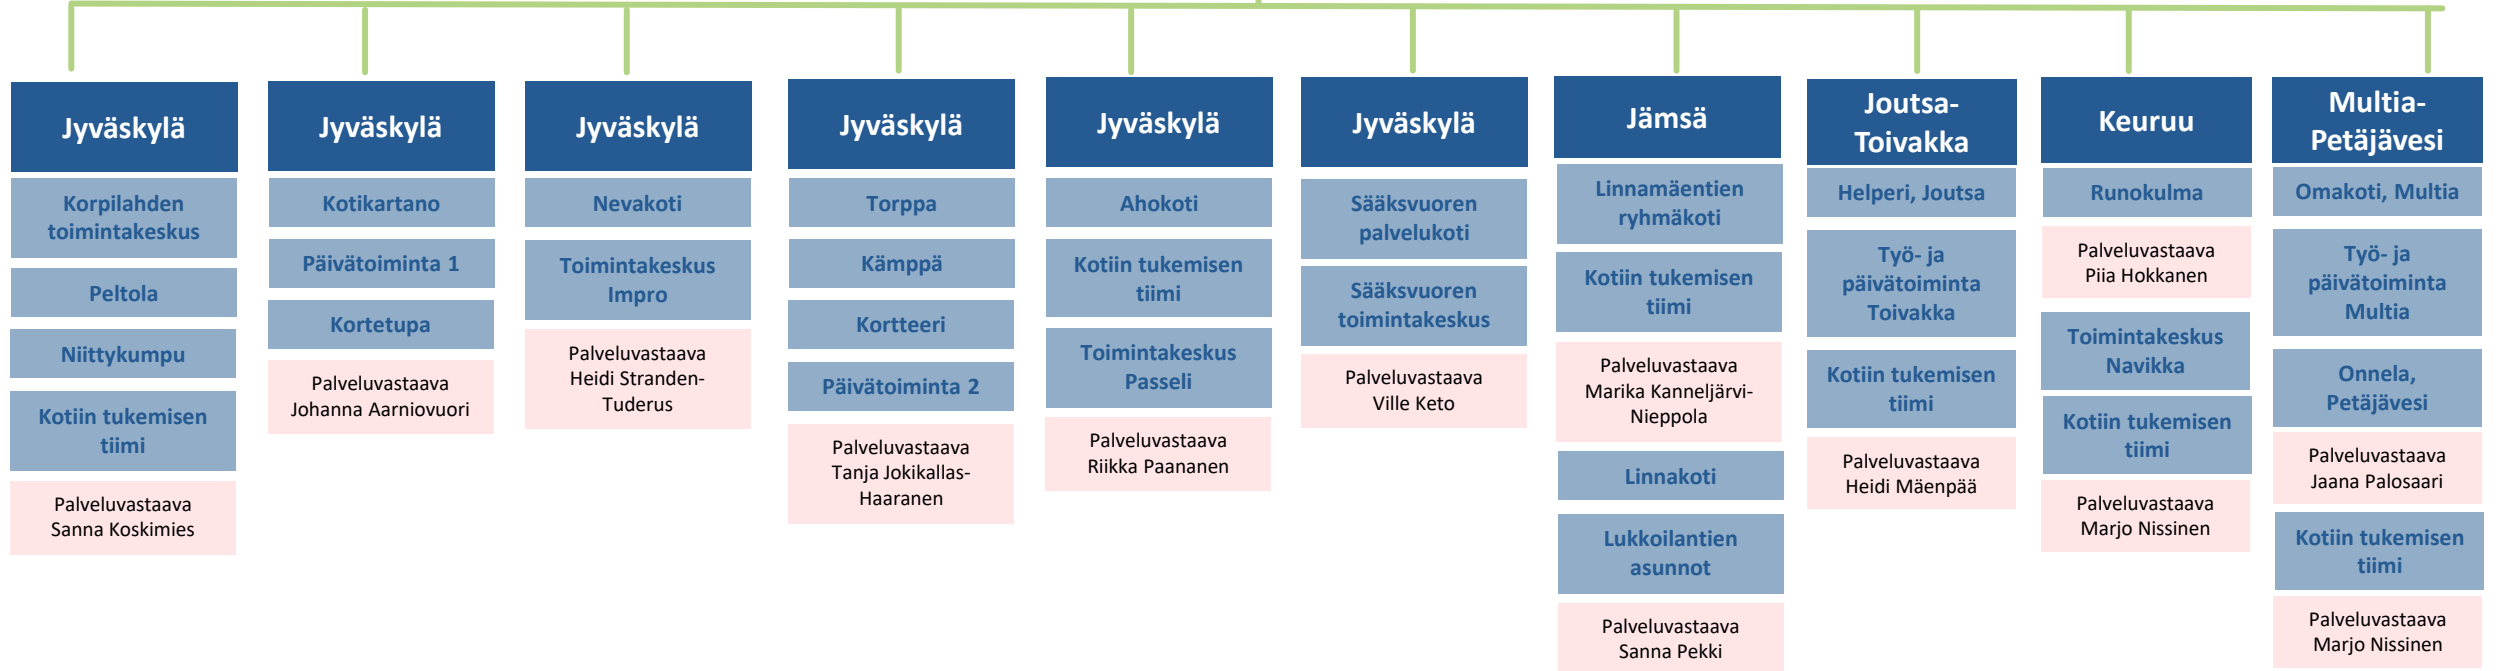 Jyväskylä
Korpilahden
toimintakeskus
Peltola
Niittykumpu
Kotiin tukemisen
tiimi
Palveluvastaava
Sanna Koskimies
Jyväskylä
Kotikartano
Päivätoiminta 1
Kortetupa
Palveluvastaava
Johanna Aarniovuori
Jyväskylä
Nevakoti
Toimintakeskus
Impro
Palveluvastaava
Heidi Stranden-
Tuderus
Jyväskylä
Torppa
Kämppä
Kortteeri
Päivätoiminta 2
Palveluvastaava
Tanja Jokikallas-
Haaranen
Jyväskylä
Ahokoti
Kotiin tukemisen
tiimi
Toimintakeskus
Passeli
Palveluvastaava
Riikka Paananen
Jyväskylä
Sääksvuoren
palvelukoti
Sääksvuoren
toimintakeskus
Palveluvastaava
Ville Keto
Jämsä
Linnamäentien
ryhmäkoti
Kotiin tukemisen
tiimi
Palveluvastaava
Marika Kanneljärvi-
Nieppola
Linnakoti
Lukkoilantien
asunnot
Palveluvastaava
Sanna Pekki
Joutsa-
Toivakka
Helperi, Joutsa
Työ- ja
päivätoiminta
Toivakka
Kotiin tukemisen
tiimi
Palveluvastaava
Heidi Mäenpää
Keuruu
Runokulma
Palveluvastaava
Piia Hokkanen
Toimintakeskus
Navikka
Kotiin tukemisen
tiimi
Palveluvastaava
Marjo Nissinen
Multia-
Petäjävesi
Omakoti, Multia
Työ- ja
päivätoiminta
Multia
Onnela,
Petäjävesi
Palveluvastaava
Jaana Palosaari
Kotiin tukemisen
tiimi
Palveluvastaava
Marjo Nissinen